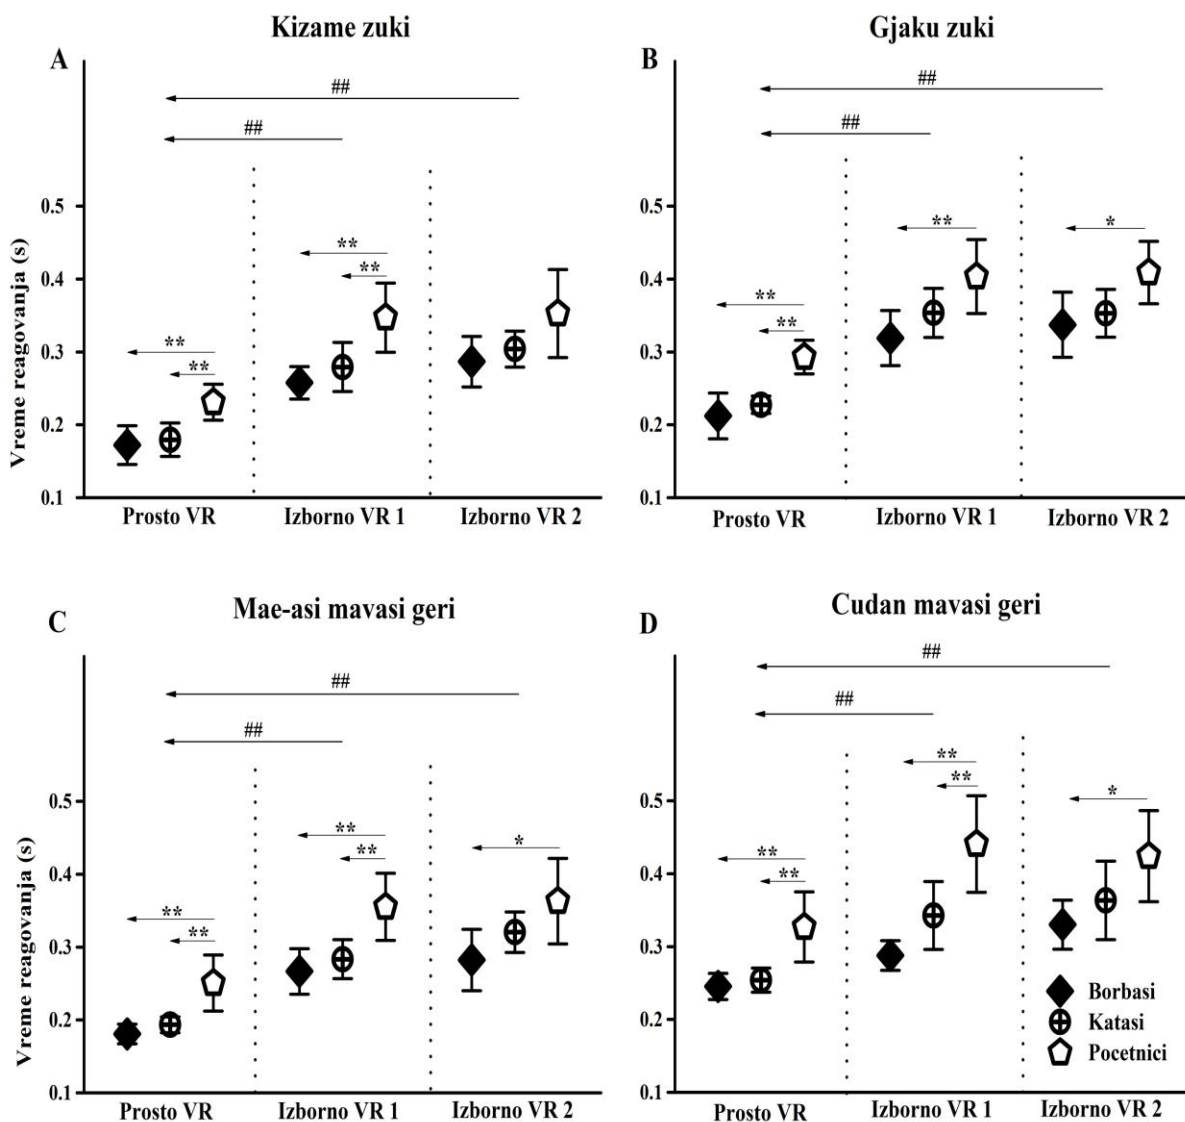 Kizame zuki
A
##
##
Vreme reagovanja (s)
0.5
0.4
0.3
0.2
0.1
**
**
**
**
Prosto VR
Izborno VR 1
Izborno VR 2
Gjaku zuki
B
##
##
0.5
0.4
0.3
0.2
0.1
**
**
**
*
Prosto VR
Izborno VR 1
Izborno VR 2
Mae-asi mavasi geri
C
##
##
Vreme reagovanja (s)
0.5
0.4
0.3
0.2
0.1
**
**
**
**
*
Prosto VR
Izborno VR 1
Izborno VR 2
Cudan mavasi geri
D
##
##
0.5
0.4
0.3
0.2
0.1
**
**
**
**
*
Borbasi
Katasi
Pocetnici
Prosto VR
Izborno VR 1
Izborno VR 2